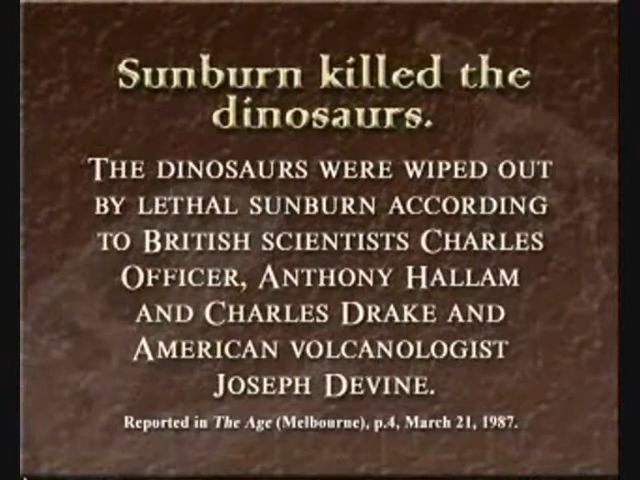 Sunburn killed the
dinosaurs.
THE DINOSAURS WERE WIPED OUT
BY LETHAL SUNBURN ACCORDING
TO BRITISH SCIENTISTS CHARLES
OFFICER, ANTHONY HALLAM
AND CHARLES DRAKE AND
AMERICAN VOLCANOLOGIST
JOSEPH DEVINE.
Reported in The Age (Melbourne), p.4, March 21, 1987.